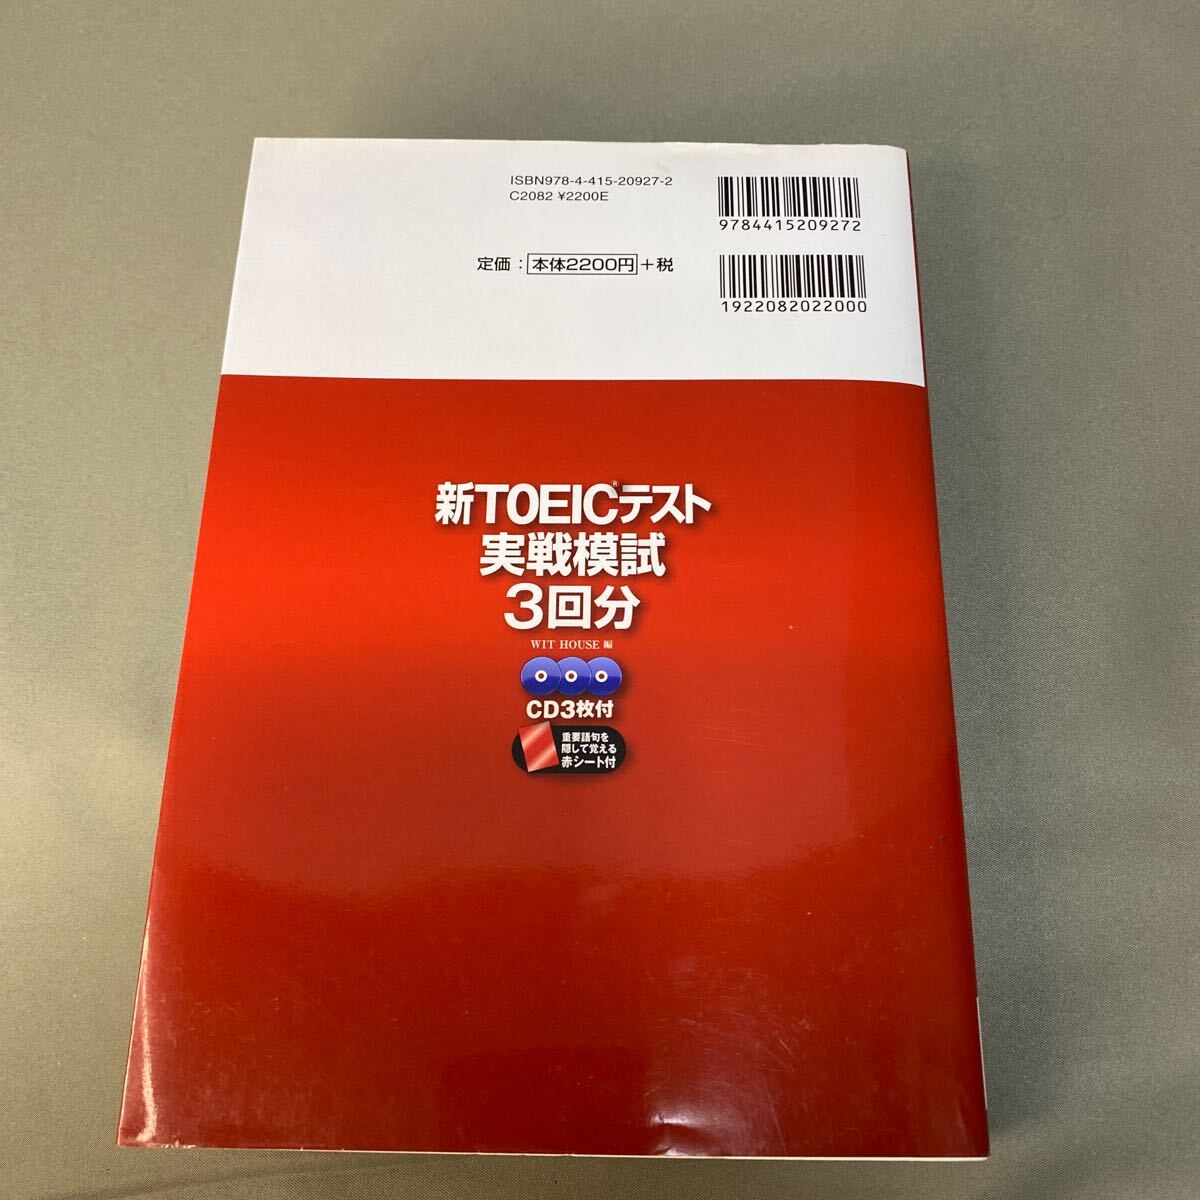 ISBN978-4-415-20927-2
C2082 ¥2200E
9784415209272
定価：本体2200円＋税
1922082022000
新TOEIC®テスト
実戦模試
3回分
WIT HOUSE 編
CD3枚付
重要語句を
隠して覚える
赤シート付